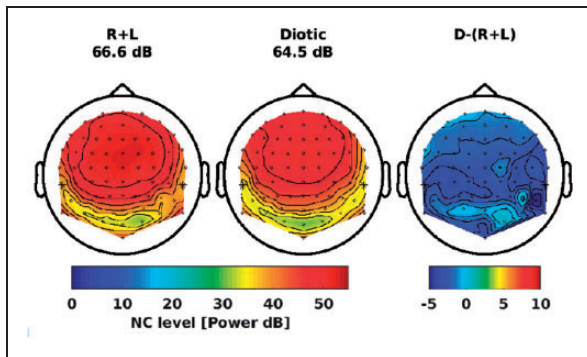 R+L
66.6 dB
Diotic
64.5 dB
D-(R+L)
0 10 20 30 40 50
NC level [Power dB]
-5 0 5 10